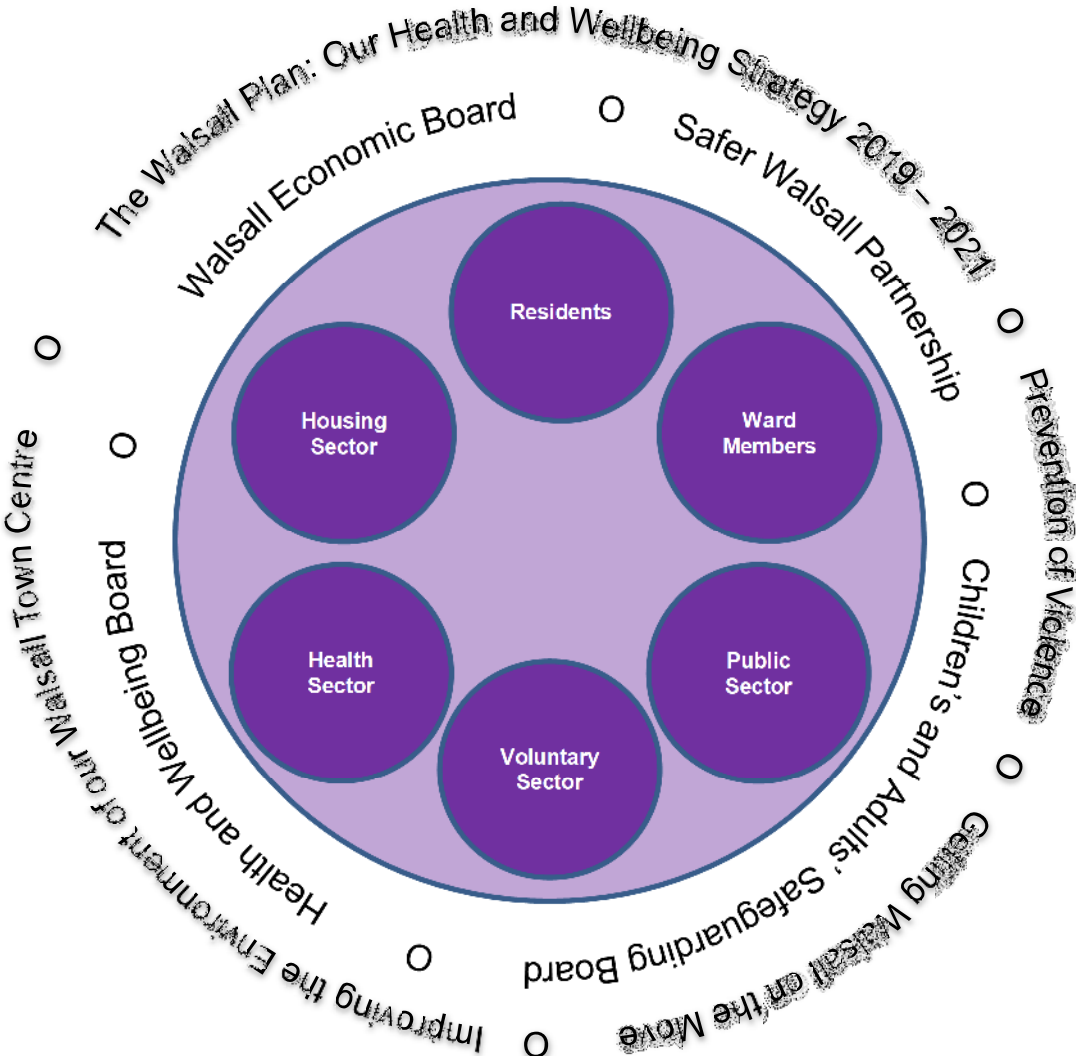 The Walsall Plan: Our Health and Wellbeing Strategy 2019 – 2021
O
Prevention of Violence
O
Getting Walsall on the Move
O
Improving the Environment of our Walsall Town Centre
O
Walsall Economic Board
O
Safer Walsall Partnership
O
Children's and Adults' Safeguarding Board
O
Health and Wellbeing Board
O
Residents
Ward
Members
Public
Sector
Voluntary
Sector
Health
Sector
Housing
Sector